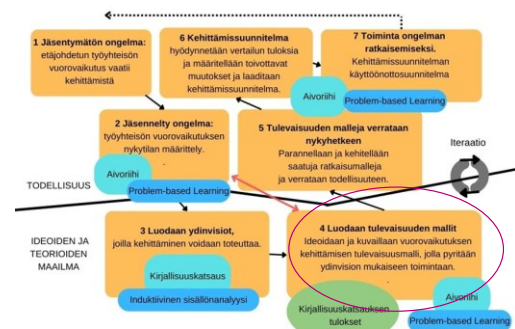 1 Jäsentymätön ongelma:
etäjohdetun työyhteisön
vuorovaikutus vaatii
kehittämistä
6 Kehittämissuunnitelma
hyödynnetään vertailun tuloksia
ja määritellään toivottavat
muutokset ja laaditaan
kehittämissuunnitelma.
7 Toiminta ongelman
ratkaisemiseksi.
Kehittämissuunnitelman
käyttöönottosuunnitelma
Aivoriihi
Problem-based Learning
2 Jäsennelty ongelma:
työyhteisön vuorovaikutuksen
nykytilan määrittely.
.
Aivoriihi
Problem-based Learning
5 Tulevaisuuden malleja verrataan
nykyhetkeen
Parannellaan ja kehitellään
saatuja ratkaisumalleja
ja verrataan todellisuuteen.
Iteraatio
TODELLISUUS
IDEOIDEN JA
TEORIOIDEN
MAAILMA
3 Luodaan ydinvisiot,
joilla kehittäminen voidaan toteuttaa.
Kirjallisuuskatsaus
Induktiivinen sisällönanalyysi
4 Luodaan tulevaisuuden mallit
Ideoidaan ja kuvaillaan vuorovaikutuksen
kehittämisen tulevaisuusmalli, jolla pyritään
ydinvision mukaiseen toimintaan.
.
Kirjallisuuskatsauksen
tulokset
Aivoriihi
Problem-based Learning